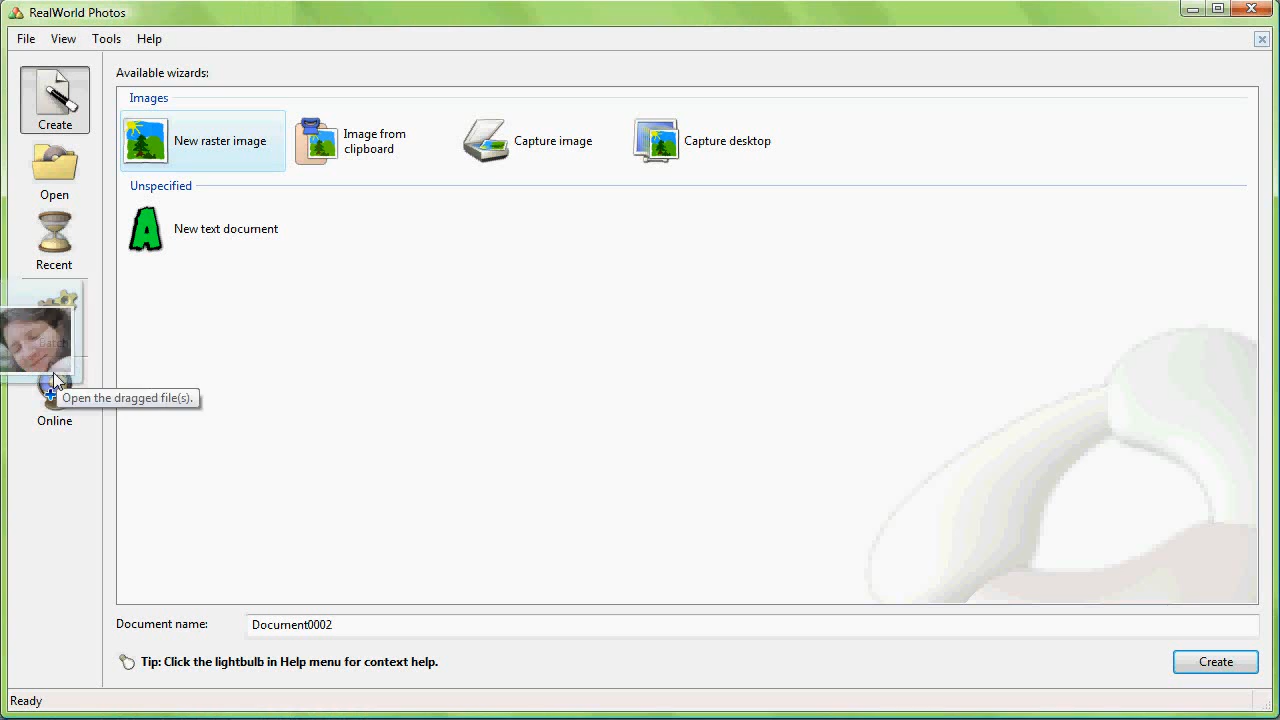 RealWorld Photos
File View Tools Help
Available wizards:
Images
New raster image
Image from
clipboard
Capture image
Capture desktop
Unspecified
New text document
Create
Open
Recent
Batch
Open the dragged file(s).
Online
Document name:
Document0002
Tip: Click the lightbulb in Help menu for context help.
Create
Ready